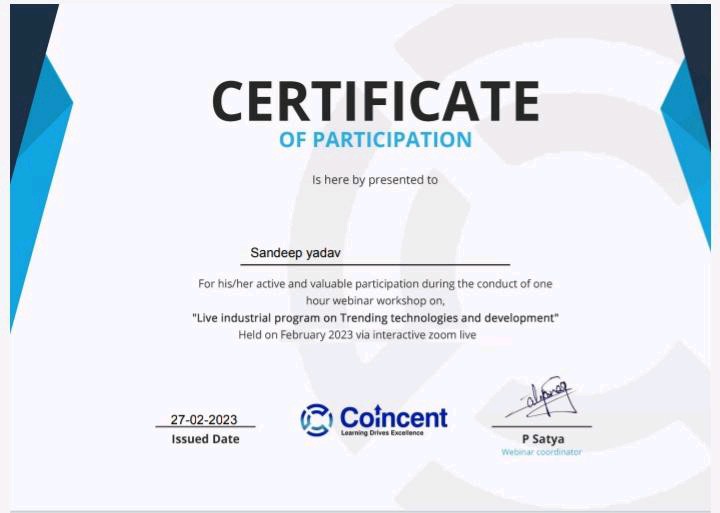 CERTIFICATE
OF PARTICIPATION
Is here by presented to
Sandeep yadav
For his/her active and valuable participation during the conduct of one
hour webinar workshop on,
"Live industrial program on Trending technologies and development"
Held on February 2023 via interactive zoom live
27-02-2023
Issued Date
Coincent
Learning Drives Excellence
P Satya
Webinar coordinator